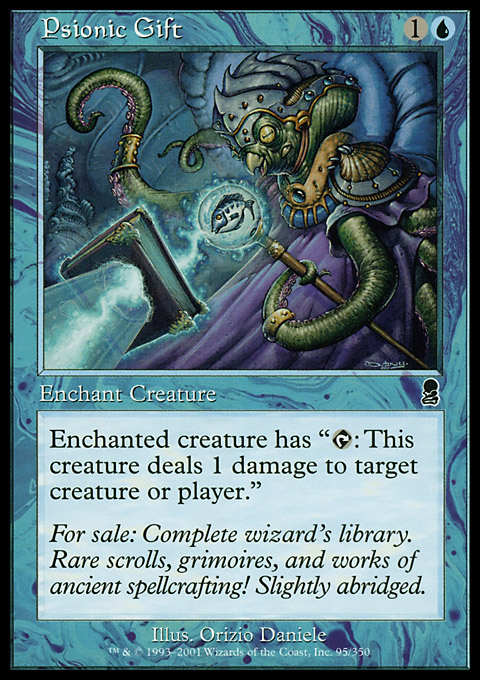 Psionic Gift 1
Enchant Creature
Enchanted creature has “: This
creature deals 1 damage to target
creature or player.”
For sale: Complete wizard’s library.
Rare scrolls, grimoires, and works of
ancient spellcrafting! Slightly abridged.
Illus. Orizio Daniele
™ & © 1993–2001 Wizards of the Coast, Inc. 95/350